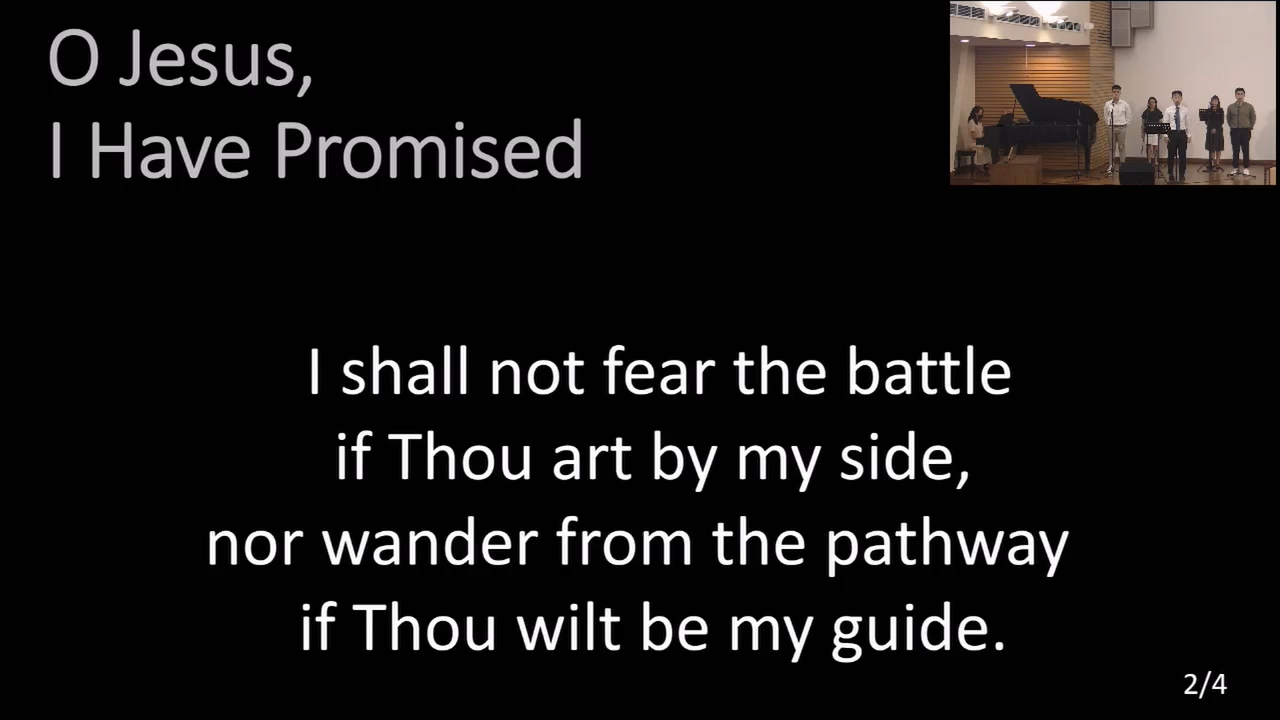 O Jesus,
I Have Promised
I shall not fear the battle
if Thou art by my side,
nor wander from the pathway
if Thou wilt be my guide.
2/4